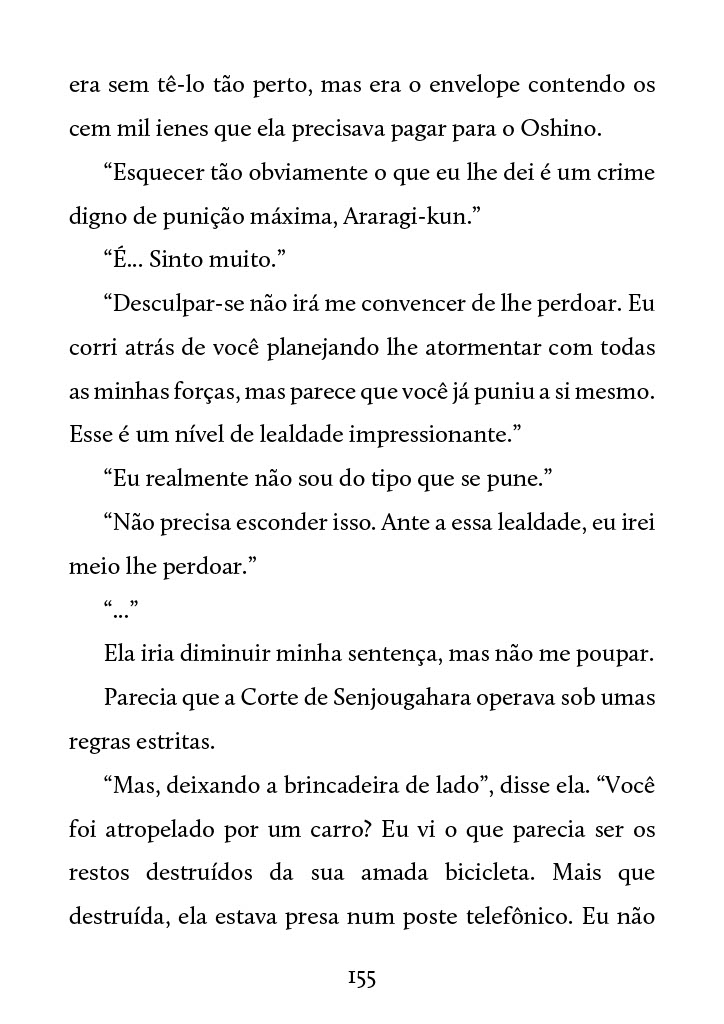 era sem tê-lo tão perto, mas era o envelope contendo os
cem mil ienes que ela precisava pagar para o Oshino.
“Esquecer tão obviamente o que eu lhe dei é um crime
digno de punição máxima, Araragi-kun.”
“É... Sinto muito.”
“Desculpar-se não irá me convencer de lhe perdoar. Eu
corri atrás de você planejando lhe atormentar com todas
as minhas forças, mas parece que você já puniu a si mesmo.
Esse é um nível de lealdade impressionante.”
“Eu realmente não sou do tipo que se pune.”
“Não precisa esconder isso. Ante a essa lealdade, eu irei
meio lhe perdoar.”
“...”
Ela iria diminuir minha sentença, mas não me poupar.
Parecia que a Corte de Senjougahara operava sob umas
regras estritas.
“Mas, deixando a brincadeira de lado”, disse ela. “Você
foi atropelado por um carro? Eu vi o que parecia ser os
restos destruídos da sua amada bicicleta. Mais que
destruída, ela estava presa num poste telefônico. Eu não
155